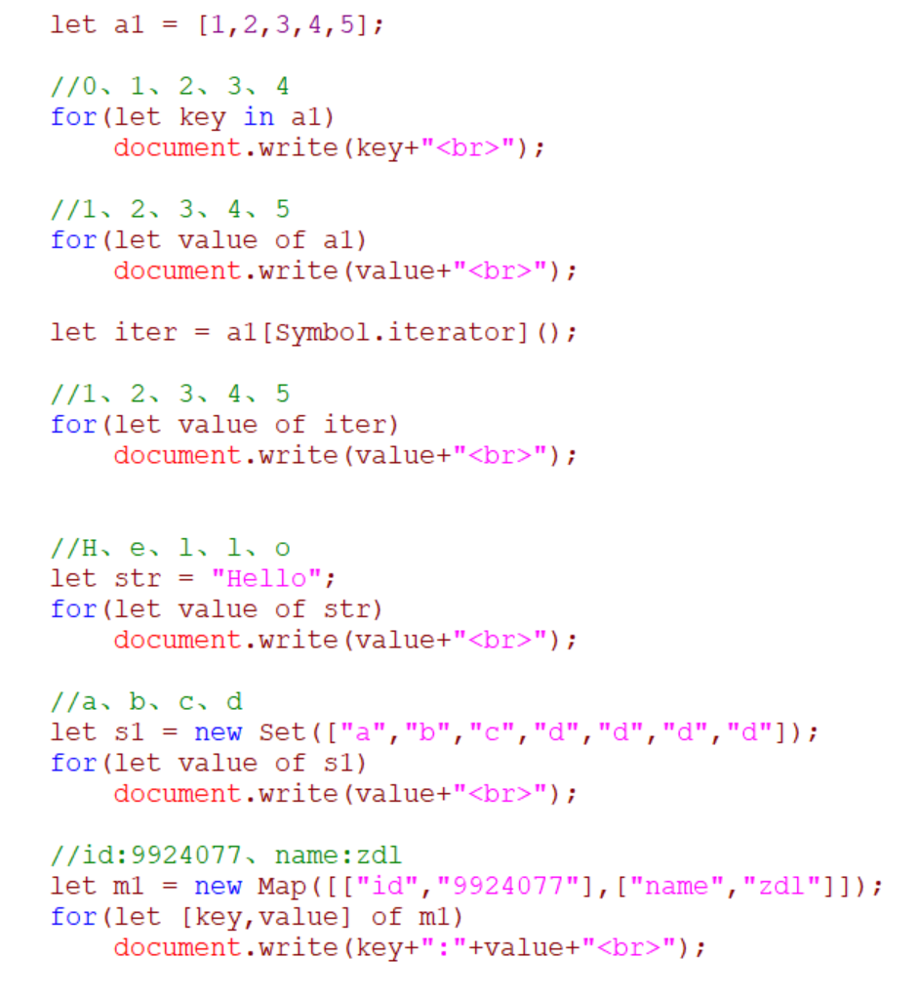 let a1 = [1,2,3,4,5];
//0、1、2、3、4
for(let key in a1)
    document.write(key+"<br>");
//1、2、3、4、5
for(let value of a1)
    document.write(value+"<br>");
let iter = a1[Symbol.iterator]();
//1、2、3、4、5
for(let value of iter)
    document.write(value+"<br>");
//H、e、l、l、o
let str = "Hello";
for(let value of str)
    document.write(value+"<br>");
//a、b、c、d
let s1 = new Set(["a","b","c","d","d","d","d"]);
for(let value of s1)
    document.write(value+"<br>");
//id:9924077、name:zdl
let m1 = new Map([["id","9924077"],["name","zdl"]]);
for(let [key,value] of m1)
    document.write(key+":"+value+"<br>");